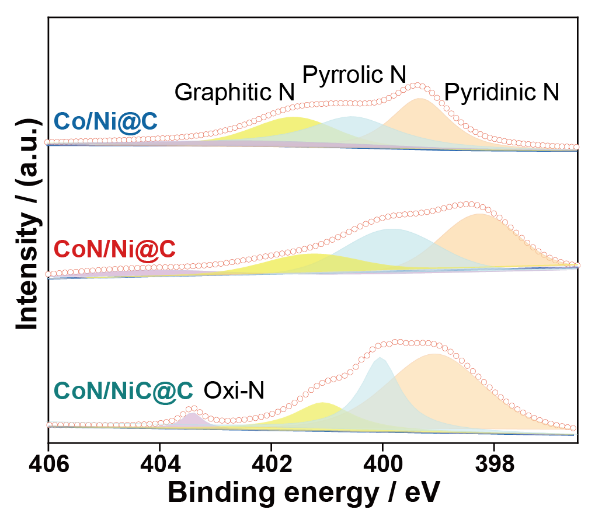 Pyrrolic N
Graphitic N
Pyridinic N
Co/Ni@C
CoN/Ni@C
CoN/NiC@C
Oxi-N
Intensity / (a.u.)
406 404 402 400 398
Binding energy / eV